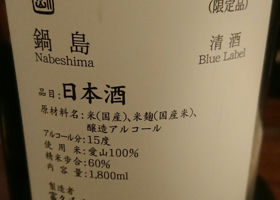 (限定品)
鍋島 清酒
Nabeshima Blue Label
品目:日本酒
原材料名:米(国産)、米麹(国産米)、
醸造アルコール
アルコール分:15度
使用米:愛山100%
精米歩合:60%
内容量:1,800ml
製造者